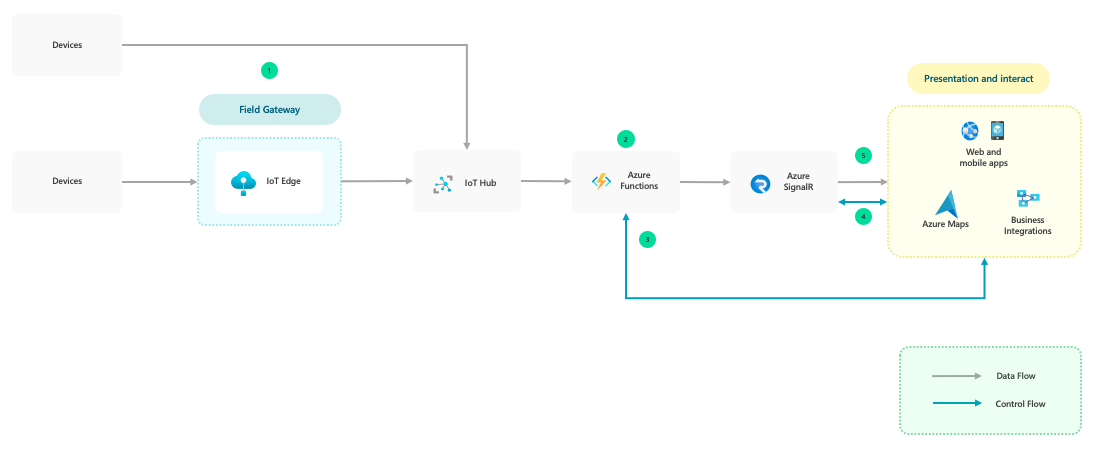 Devices
1
Field Gateway
Devices
IoT Edge
IoT Hub
2
Azure
Functions
3
Azure
SignalR
5
4
Presentation and interact
Web and
mobile apps
Azure Maps
Business
Integrations
Data Flow
Control Flow